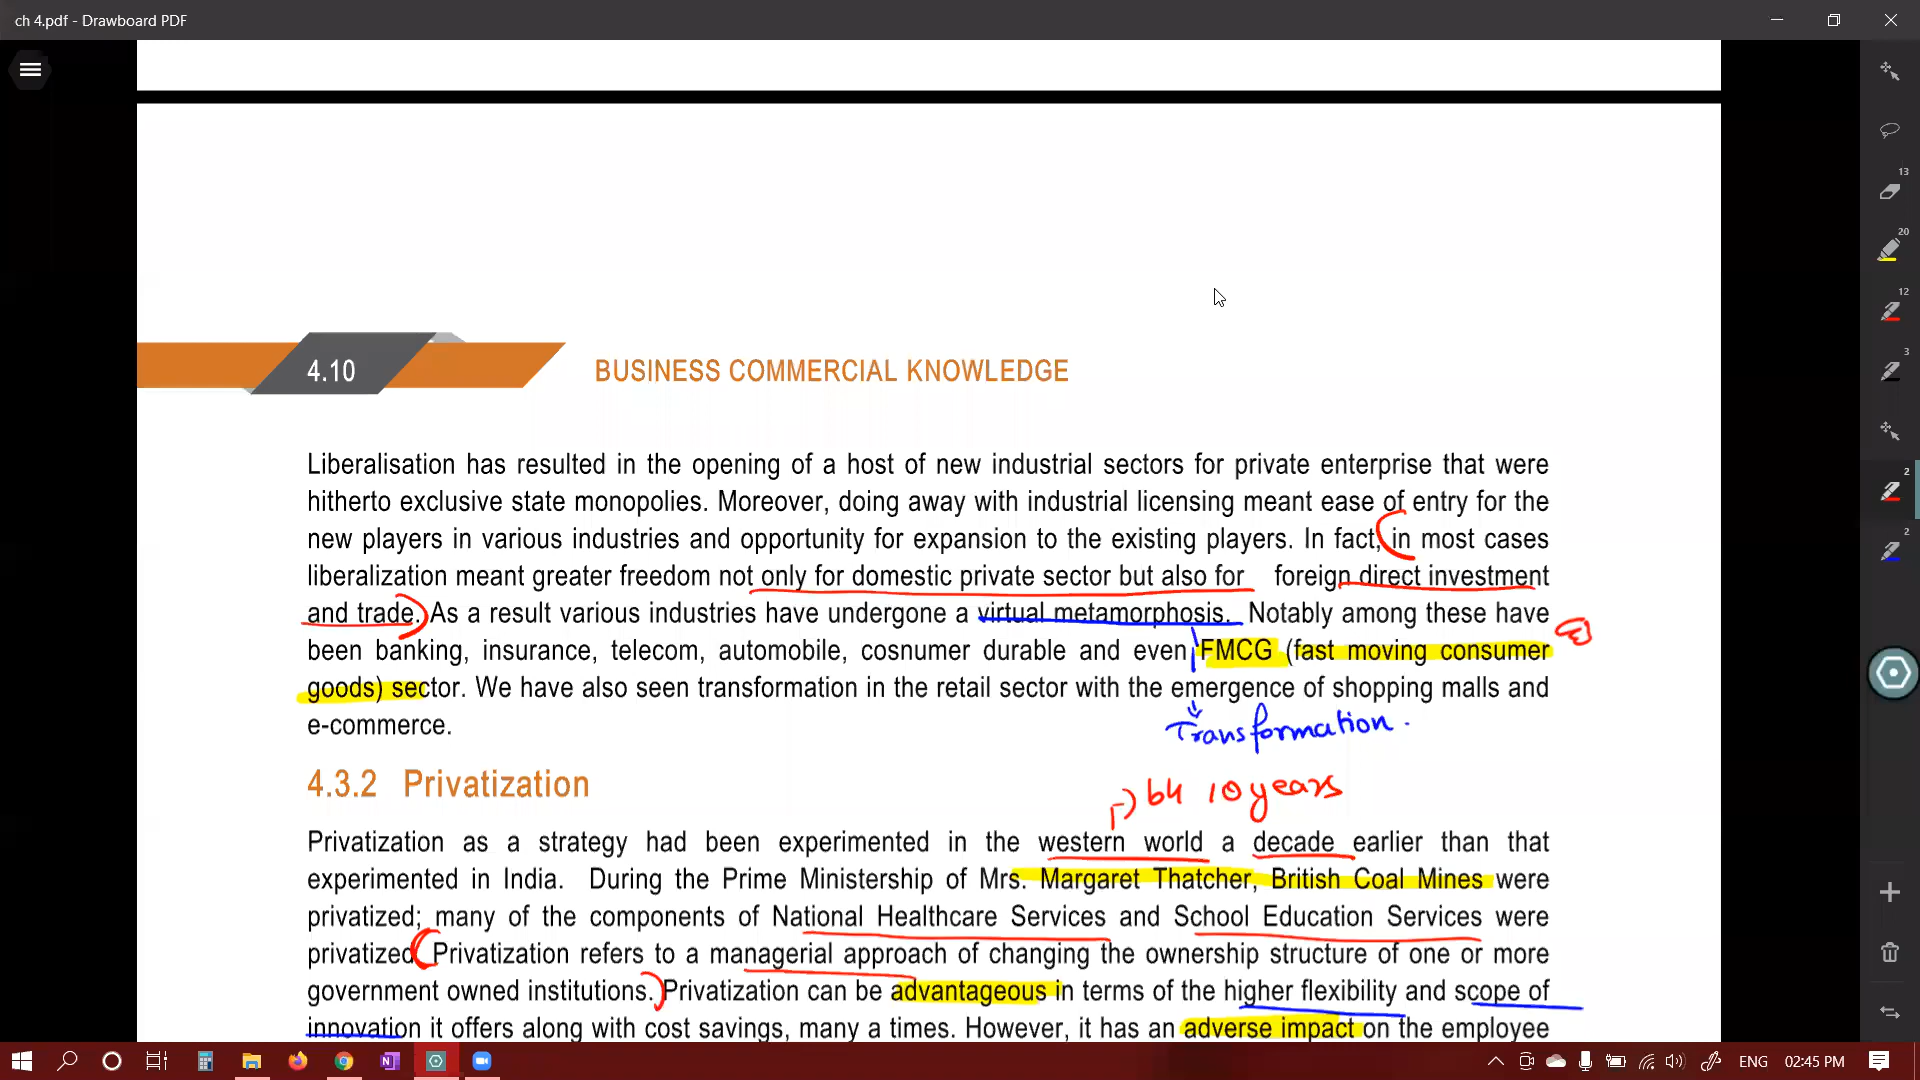 ch 4.pdf - Drawboard PDF
13
20
12
3
2
2
4.10 BUSINESS COMMERCIAL KNOWLEDGE
Liberalisation has resulted in the opening of a host of new industrial sectors for private enterprise that were
hitherto exclusive state monopolies. Moreover, doing away with industrial licensing meant ease of entry for the
new players in various industries and opportunity for expansion to the existing players. In fact, in most cases
liberalization meant greater freedom not only for domestic private sector but also for foreign direct investment
and trade. As a result various industries have undergone a virtual metamorphosis. Notably among these have
been banking, insurance, telecom, automobile, cosnumer durable and even FMCG (fast moving consumer
goods) sector. We have also seen transformation in the retail sector with the emergence of shopping malls and
e-commerce.
Transformation.
4.3.2 Privatization
by 10 years
Privatization as a strategy had been experimented in the western world a decade earlier than that
experimented in India. During the Prime Ministership of Mrs. Margaret Thatcher, British Coal Mines were
privatized; many of the components of National Healthcare Services and School Education Services were
privatized. Privatization refers to a managerial approach of changing the ownership structure of one or more
government owned institutions. Privatization can be advantageous in terms of the higher flexibility and scope of
innovation it offers along with cost savings, many a times. However, it has an adverse impact on the employee
ENG 02:45 PM